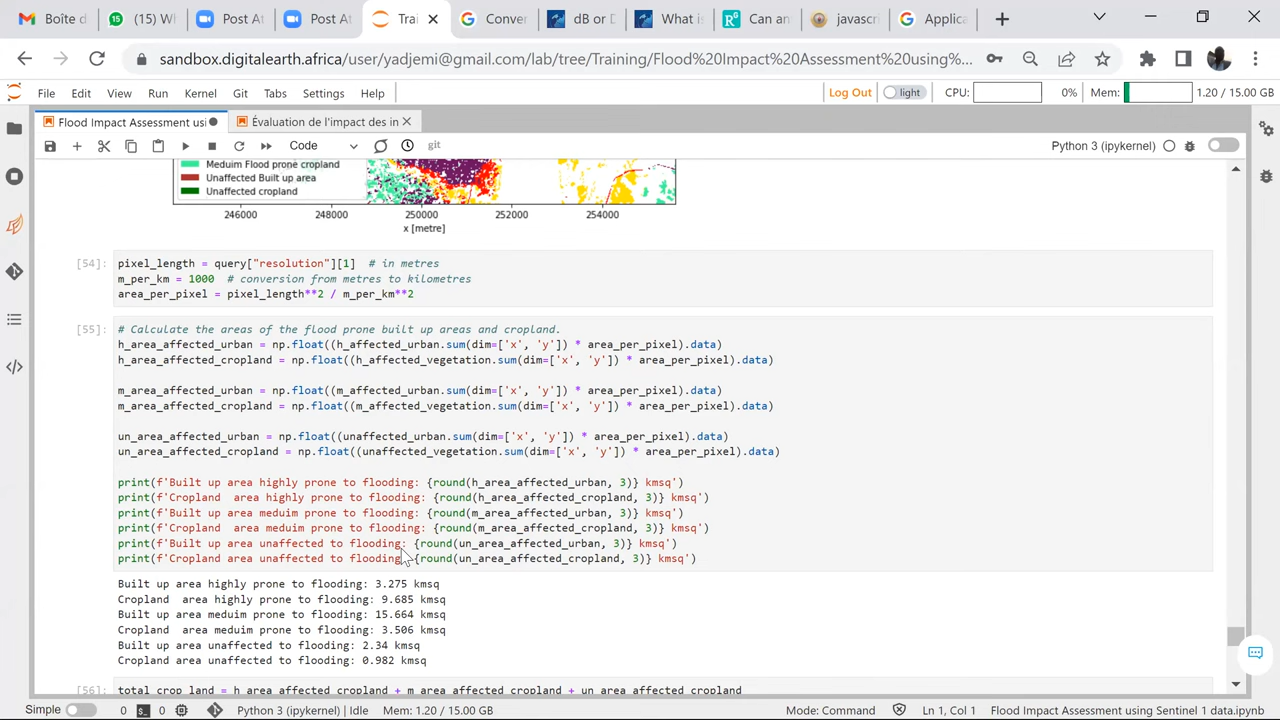 Boîte d
(15) W
Post A
Post A
Trai
Conver
dB or D
What is
Can an
javascr
Applica
sandbox.digitalearth.africa/user/yadjemi@gmail.com/lab/tree/Training/Flood%20Impact%20Assessment%20using%...
File Edit View Run Kernel Git Tabs Settings Help
Log Out light CPU: 0% Mem: 1.20 / 15.00 GB
Flood Impact Assessment usi
Évaluation de l'impact des in
Code git Python 3 (ipykernel)
Meduim Flood prone cropland
Unaffected Built up area
Unaffected cropland
246000 248000 250000 252000 254000
x [metre]
[54]: pixel_length = query["resolution"][1]  # in metres
m_per_km = 1000  # conversion from metres to kilometres
area_per_pixel = pixel_length**2 / m_per_km**2
[55]: # Calculate the areas of the flood prone built up areas and cropland.
h_area_affected_urban = np.float((h_affected_urban.sum(dim=['x', 'y']) * area_per_pixel).data)
h_area_affected_cropland = np.float((h_affected_vegetation.sum(dim=['x', 'y']) * area_per_pixel).data)
m_area_affected_urban = np.float((m_affected_urban.sum(dim=['x', 'y']) * area_per_pixel).data)
m_area_affected_cropland = np.float((m_affected_vegetation.sum(dim=['x', 'y']) * area_per_pixel).data)
un_area_affected_urban = np.float((unaffected_urban.sum(dim=['x', 'y']) * area_per_pixel).data)
un_area_affected_cropland = np.float((unaffected_vegetation.sum(dim=['x', 'y']) * area_per_pixel).data)
print(f'Built up area highly prone to flooding: {round(h_area_affected_urban, 3)} kmsq')
print(f'Cropland  area highly prone to flooding: {round(h_area_affected_cropland, 3)} kmsq')
print(f'Built up area meduim prone to flooding: {round(m_area_affected_urban, 3)} kmsq')
print(f'Cropland  area meduim prone to flooding: {round(m_area_affected_cropland, 3)} kmsq')
print(f'Built up area unaffected to flooding: {round(un_area_affected_urban, 3)} kmsq')
print(f'Cropland area unaffected to flooding: {round(un_area_affected_cropland, 3)} kmsq')
Built up area highly prone to flooding: 3.275 kmsq
Cropland  area highly prone to flooding: 9.685 kmsq
Built up area meduim prone to flooding: 15.664 kmsq
Cropland  area meduim prone to flooding: 3.506 kmsq
Built up area unaffected to flooding: 2.34 kmsq
Cropland area unaffected to flooding: 0.982 kmsq
[56]: total_crop_land = h_area_affected_cropland + m_area_affected_cropland + un_area_affected_cropland
Simple 0 0 Python 3 (ipykernel) | Idle Mem: 1.20 / 15.00 GB Mode: Command Ln 1, Col 1 Flood Impact Assessment using Sentinel 1 data.ipynb